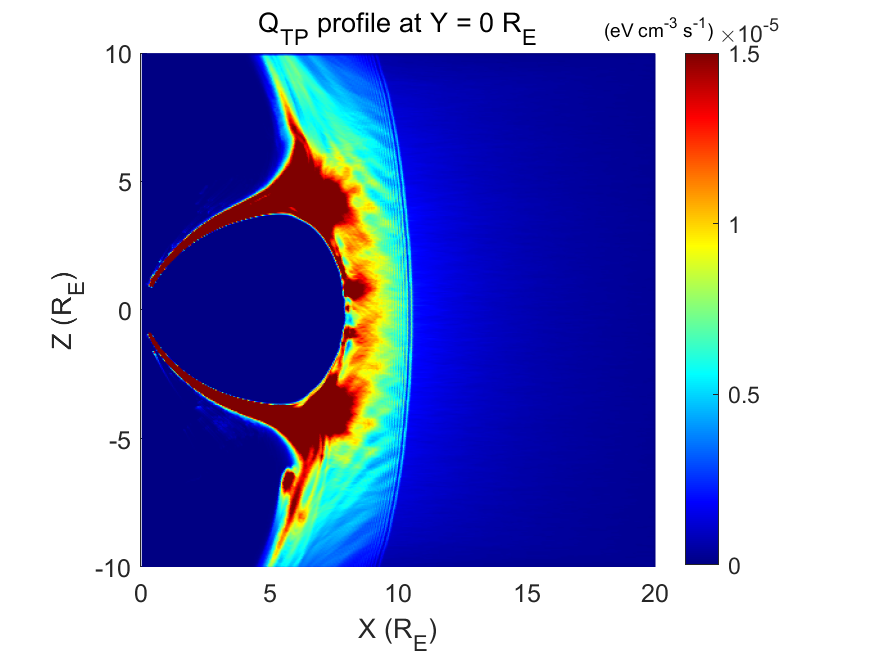 Q_TP profile at Y = 0 R_E
(eV cm^-3 s^-1) ×10^-5
10
5
0
-5
-10
Z (R_E)
0 5 10 15 20
X (R_E)
1.5
1
0.5
0